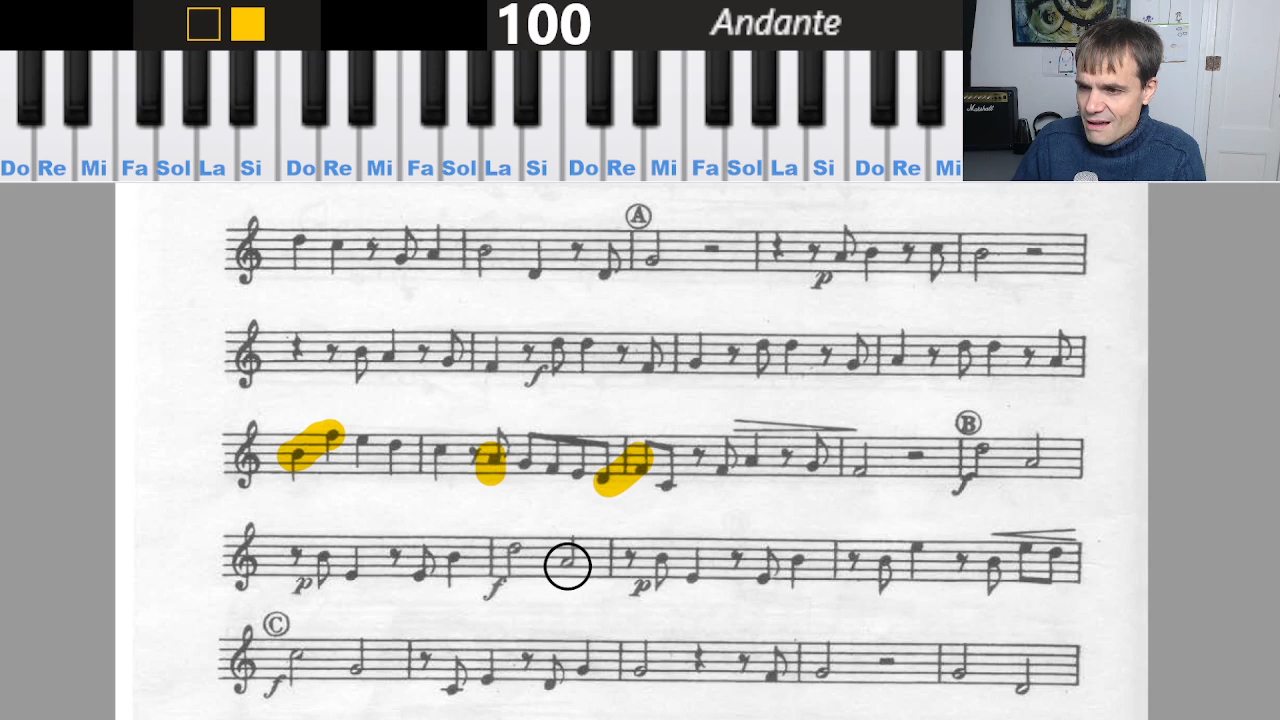 100 Andante
Marshall
Do Re Mi Fa Sol La Si Do Re Mi Fa Sol La Si Do Re Mi Fa Sol La Si Do Re Mi
A
p
f
B
f
p f p
C
f